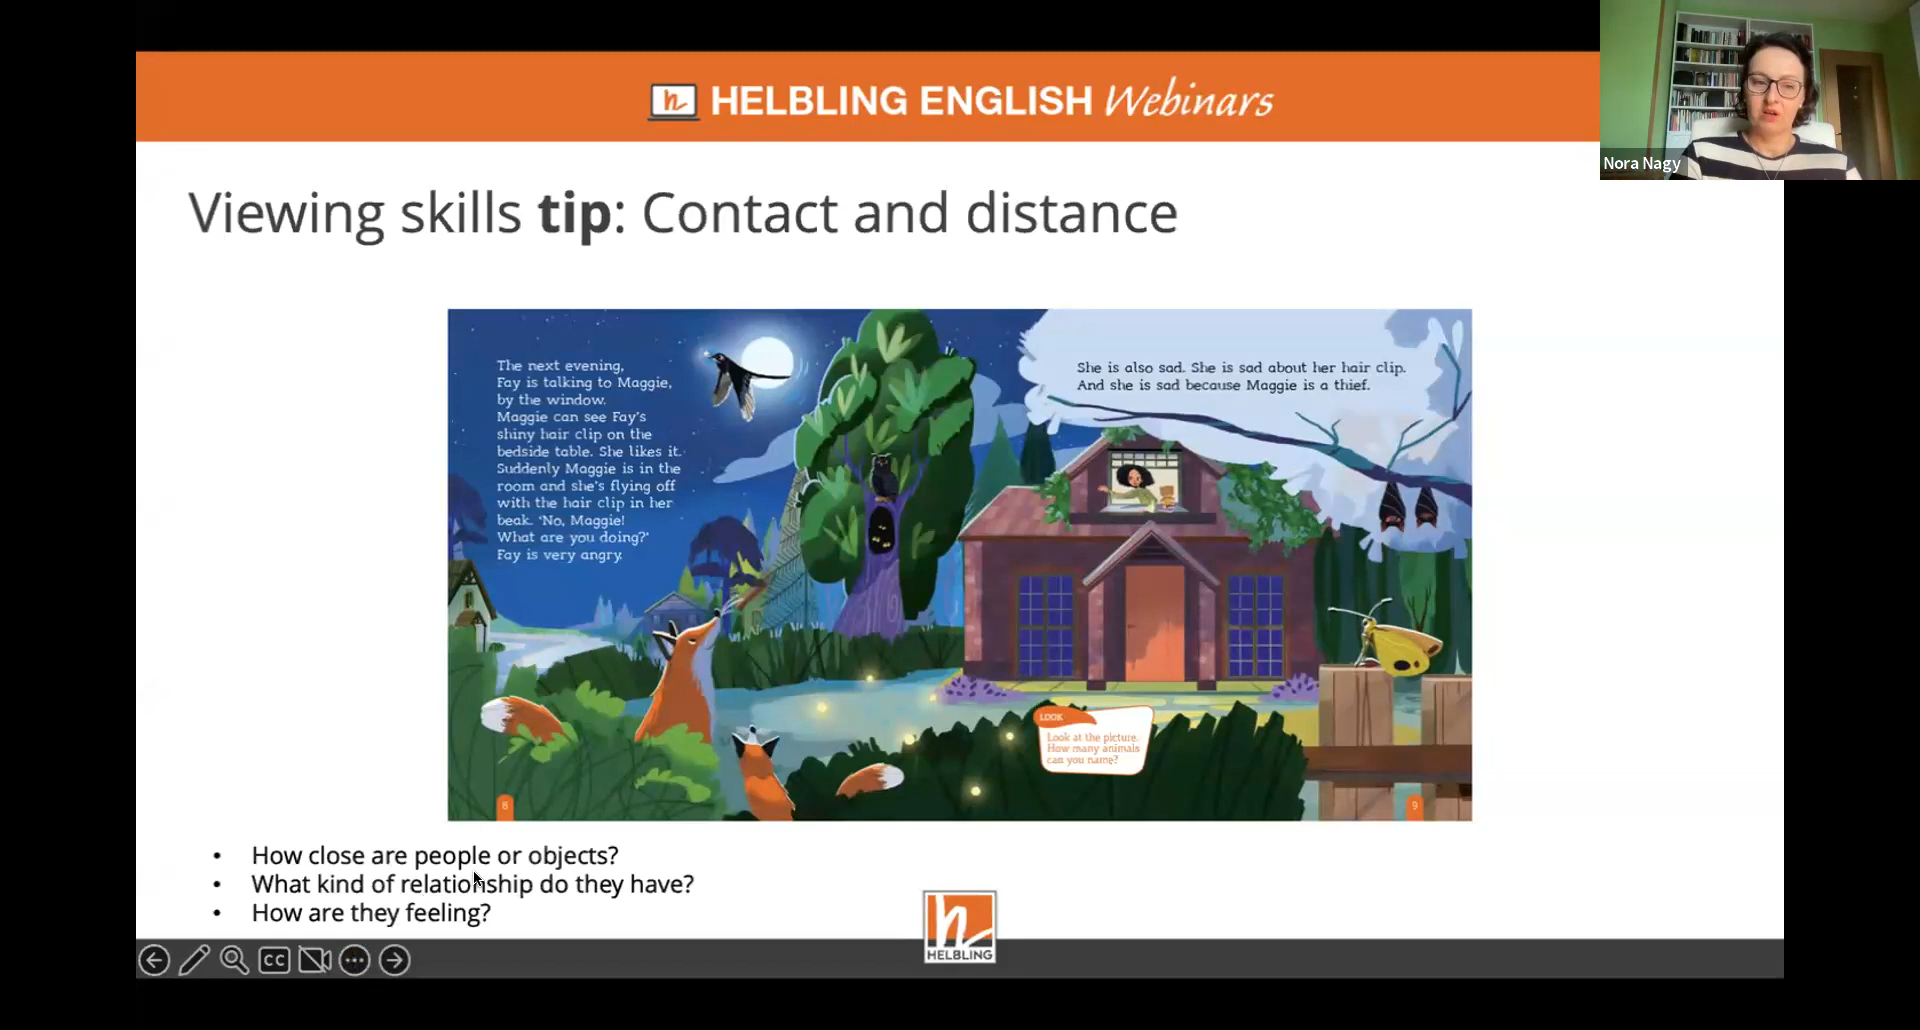 HELBLING ENGLISH Webinars
Nora Nagy
Viewing skills tip: Contact and distance
The next evening,
Fay is talking to Maggie,
by the window.
Maggie can see Fay's
shiny hair clip on the
bedside table. She likes it.
Suddenly Maggie is in the
room and she's flying off
with the hair clip in her
beak. 'No, Maggie!
What are you doing?'
Fay is very angry.
She is also sad. She is sad about her hair clip.
And she is sad because Maggie is a thief.
LOOK
Look at the picture.
How many animals
can you name?
8
9
• How close are people or objects?
• What kind of relationship do they have?
• How are they feeling?
h
HELBLING
CC